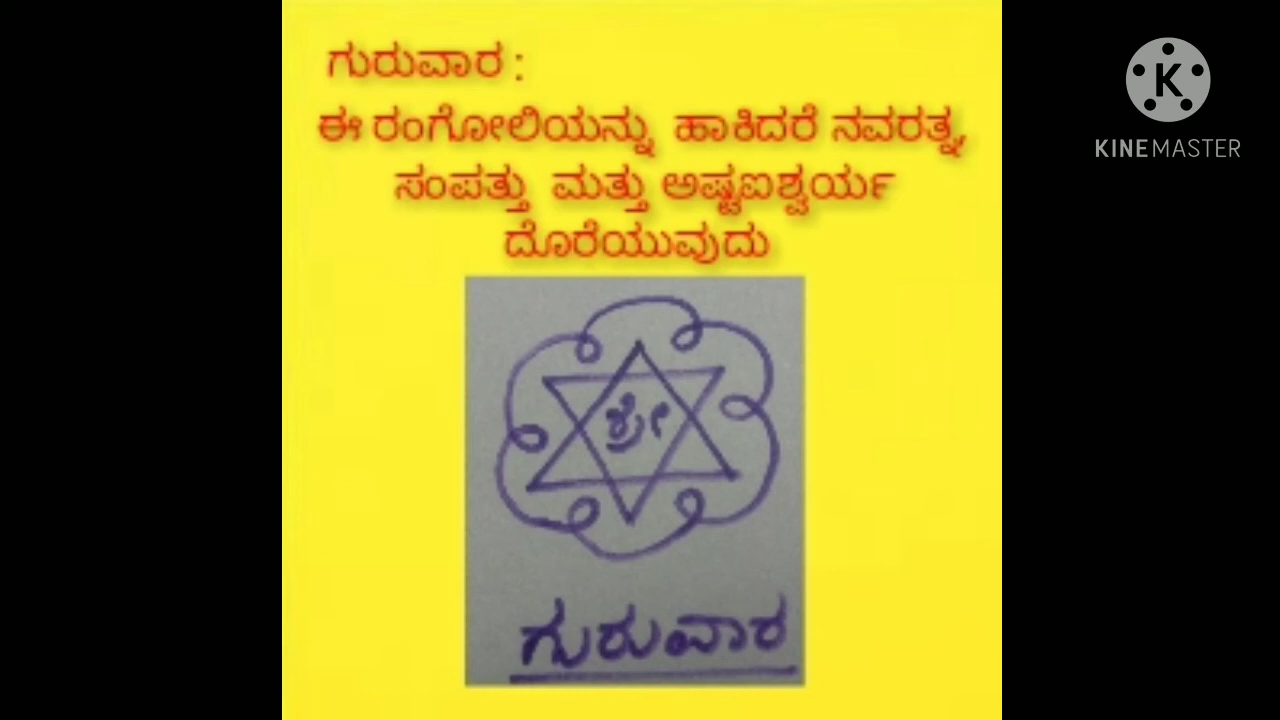 ಗುರುವಾರ :
ಈ ರಂಗೋಲಿಯನ್ನು ಹಾಕಿದರೆ ನವರತ್ನ,
ಸಂಪತ್ತು ಮತ್ತು ಅಷ್ಟಐಶ್ವರ್ಯ
ದೊರೆಯುವುದು
K
KINEMASTER
ಶ್ರೀ
ಗುರುವಾರ